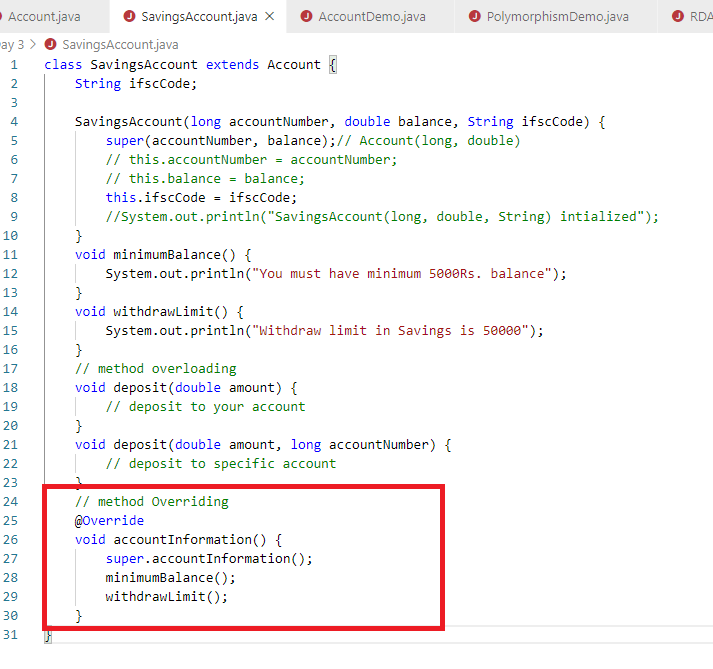 Account.java
J SavingsAccount.java ×
J AccountDemo.java
J PolymorphismDemo.java
J RDA
ay 3 > J SavingsAccount.java
1 class SavingsAccount extends Account {
2     String ifscCode;
3
4     SavingsAccount(long accountNumber, double balance, String ifscCode) {
5         super(accountNumber, balance);// Account(long, double)
6         // this.accountNumber = accountNumber;
7         // this.balance = balance;
8         this.ifscCode = ifscCode;
9         //System.out.println("SavingsAccount(long, double, String) intialized");
10     }
11     void minimumBalance() {
12         System.out.println("You must have minimum 5000Rs. balance");
13     }
14     void withdrawLimit() {
15         System.out.println("Withdraw limit in Savings is 50000");
16     }
17     // method overloading
18     void deposit(double amount) {
19         // deposit to your account
20     }
21     void deposit(double amount, long accountNumber) {
22         // deposit to specific account
23     }
24     // method Overriding
25     @Override
26     void accountInformation() {
27         super.accountInformation();
28         minimumBalance();
29         withdrawLimit();
30     }
31 }